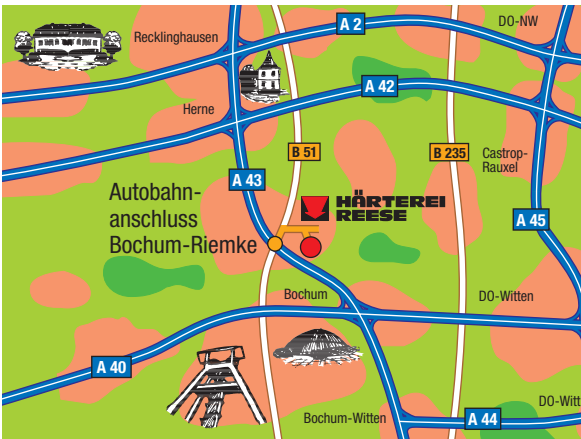 A 2
DO-NW
Recklinghausen
A 42
Herne
B 51
B 235
Castrop-
Rauxel
A 43
Autobahn-
anschluss
Bochum-Riemke
HÄRTEREI
REESE
A 45
Bochum
DO-Witten
A 40
Bochum-Witten
A 44
DO-Witt